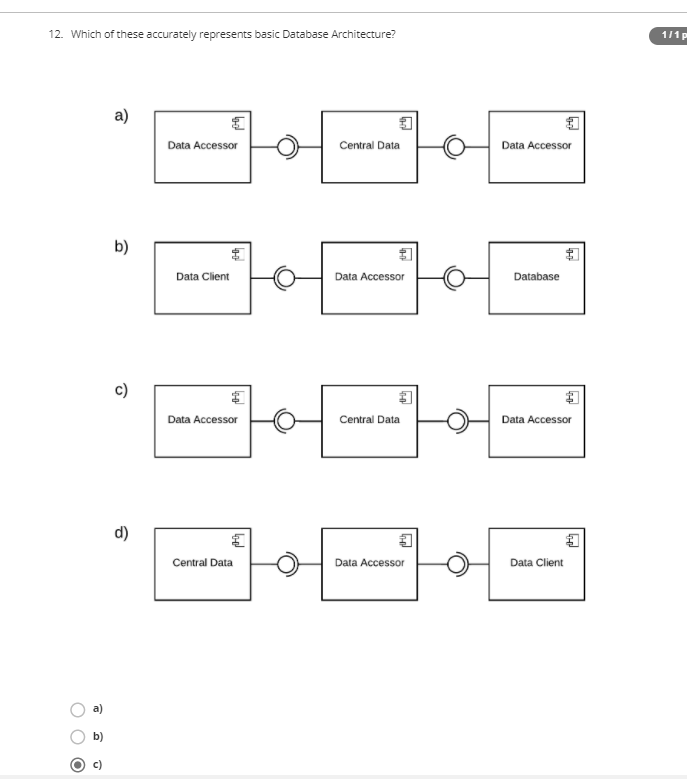 12. Which of these accurately represents basic Database Architecture?
1 / 1 p
a)
Data Accessor
Central Data
Data Accessor
b)
Data Client
Data Accessor
Database
c)
Data Accessor
Central Data
Data Accessor
d)
Central Data
Data Accessor
Data Client
a)
b)
c)